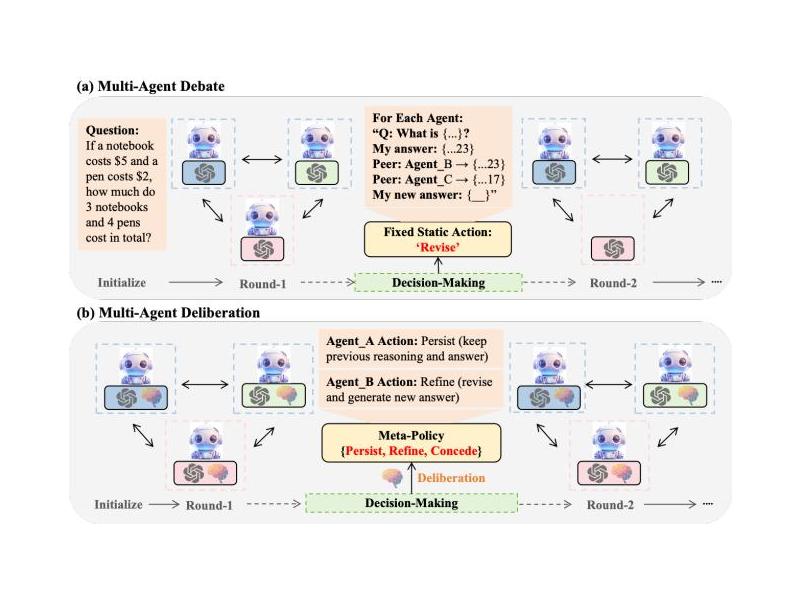 (a) Multi-Agent Debate
Question:
If a notebook
costs $5 and a
pen costs $2,
how much do
3 notebooks
and 4 pens
cost in total?
For Each Agent:
“Q: What is {...}?
My answer: {...23}
Peer: Agent_B → {...23}
Peer: Agent_C → {...17}
My new answer: {__}”
Fixed Static Action:
‘Revise’
Initialize
Round-1
Decision-Making
Round-2
....
(b) Multi-Agent Deliberation
Agent_A Action: Persist (keep
previous reasoning and answer)
Agent_B Action: Refine (revise
and generate new answer)
Meta-Policy
{Persist, Refine, Concede}
Deliberation
Initialize
Round-1
Decision-Making
Round-2
....